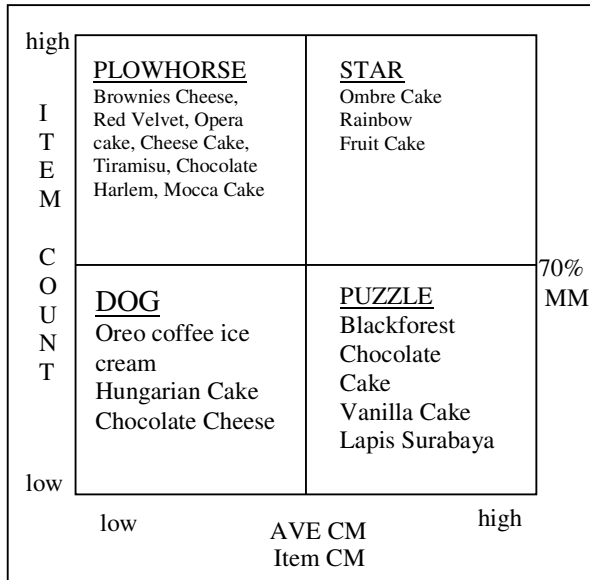 high
PLOWHORSE
Brownies Cheese,
Red Velvet, Opera
cake, Cheese Cake,
Tiramisu, Chocolate
Harlem, Mocca Cake
STAR
Ombre Cake
Rainbow
Fruit Cake
I
T
E
M
C
O
U
N
T
70%
MM
DOG
Oreo coffee ice
cream
Hungarian Cake
Chocolate Cheese
PUZZLE
Blackforest
Chocolate
Cake
Vanilla Cake
Lapis Surabaya
low
low
AVE CM
high
Item CM